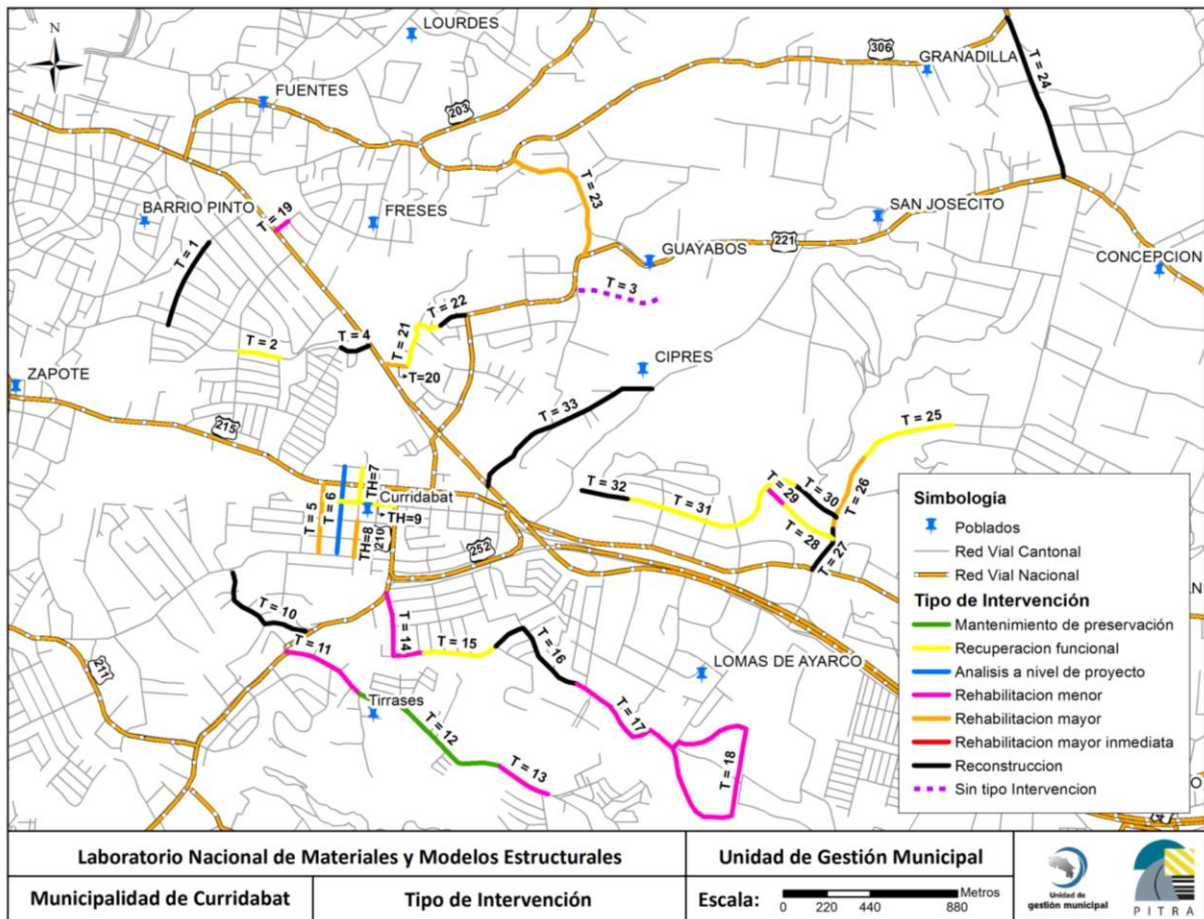 N
LOURDES
306
GRANADILLA
T = 24
FUENTES
203
BARRIO PINTO
T = 19
FRESES
T = 23
SAN JOSECITO
T = 1
GUAYABOS
221
CONCEPCION
T = 3
T = 22
T = 4
T = 21
T = 2
T=20
CIPRES
ZAPOTE
T = 33
215
T = 25
T = 26
T = 5
T = 6
TH=7
Curridabat
TH=9
TH=8
210
T = 32
T = 31
T = 29
T = 30
T = 28
T = 27
252
T = 10
T = 11
T = 14
T = 15
T = 16
LOMAS DE AYARCO
211
Tirrases
T = 12
T = 17
T = 13
T = 18
Simbología
Poblados
Red Vial Cantonal
Red Vial Nacional
Tipo de Intervención
Mantenimiento de preservación
Recuperacion funcional
Analisis a nivel de proyecto
Rehabilitacion menor
Rehabilitacion mayor
Rehabilitacion mayor inmediata
Reconstruccion
Sin tipo Intervencion
Laboratorio Nacional de Materiales y Modelos Estructurales
Unidad de Gestión Municipal
Municipalidad de Curridabat
Tipo de Intervención
Escala:
Metros
0 220 440 880
Unidad de
gestión municipal
PITRA